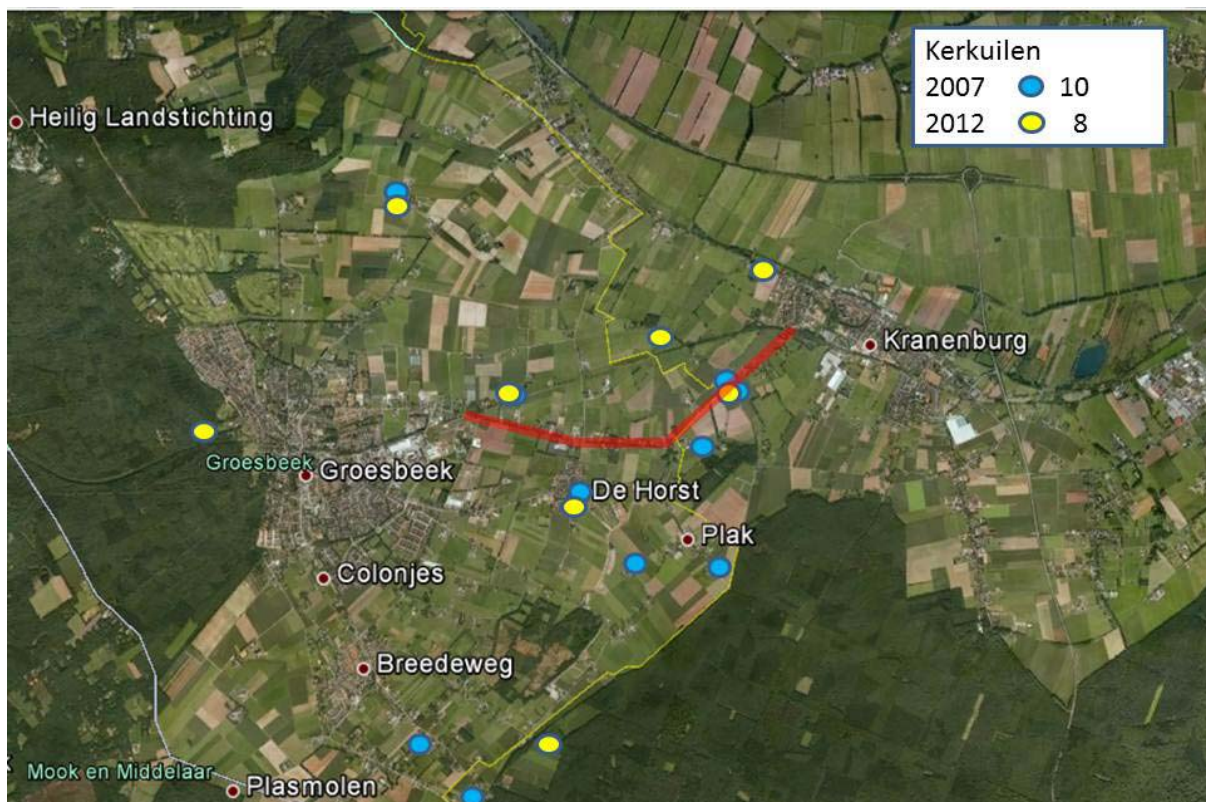 Kerkuilen
2007 10
2012 8
Heilig Landstichting
Kranenburg
Groesbeek
Groesbeek
De Horst
Plak
Colonjes
Breedeweg
Mook en Middelaar
Plasmolen